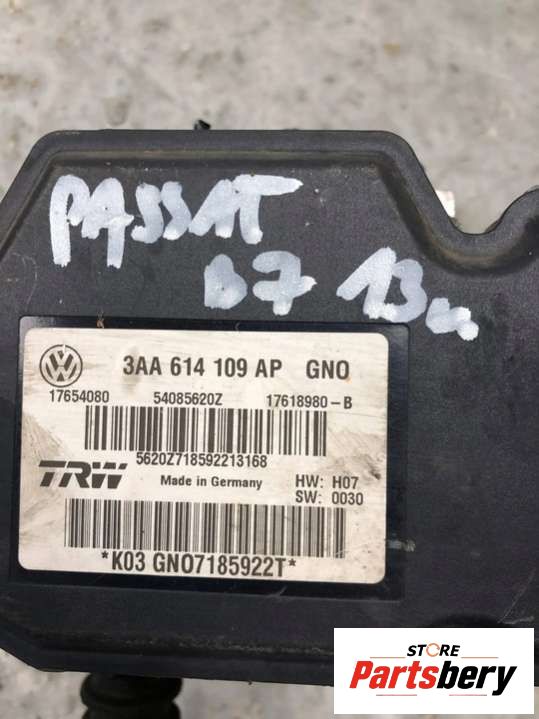 PASSAT
B7 13r
3AA 614 109 AP GNO
17654080 54085620Z 17618980-B
5620Z718592213168
TRW Made in Germany HW: H07
SW: 0030
*K03 GNO7185922T*
STORE
Partsbery